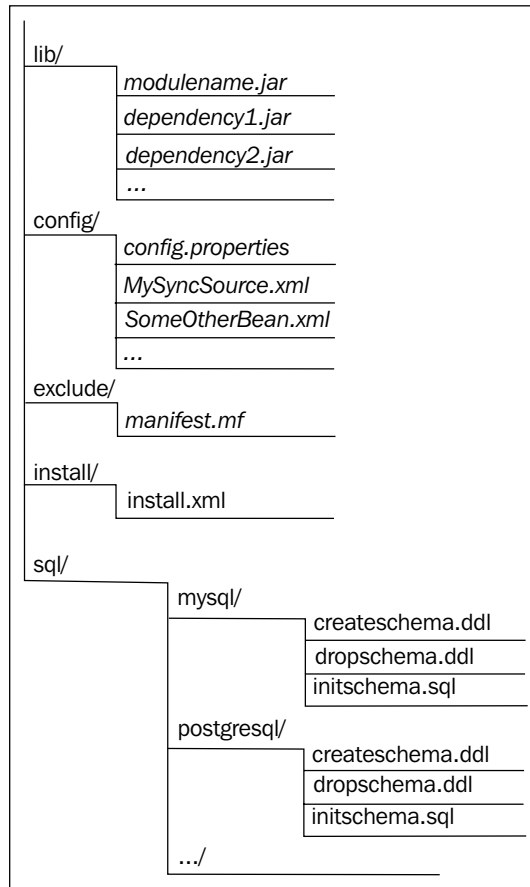 lib/
modulename.jar
dependency1.jar
dependency2.jar
...
config/
config.properties
MySyncSource.xml
SomeOtherBean.xml
...
exclude/
manifest.mf
install/
install.xml
sql/
mysql/
createschema.ddl
dropschema.ddl
initschema.sql
postgresql/
createschema.ddl
dropschema.ddl
initschema.sql
.../